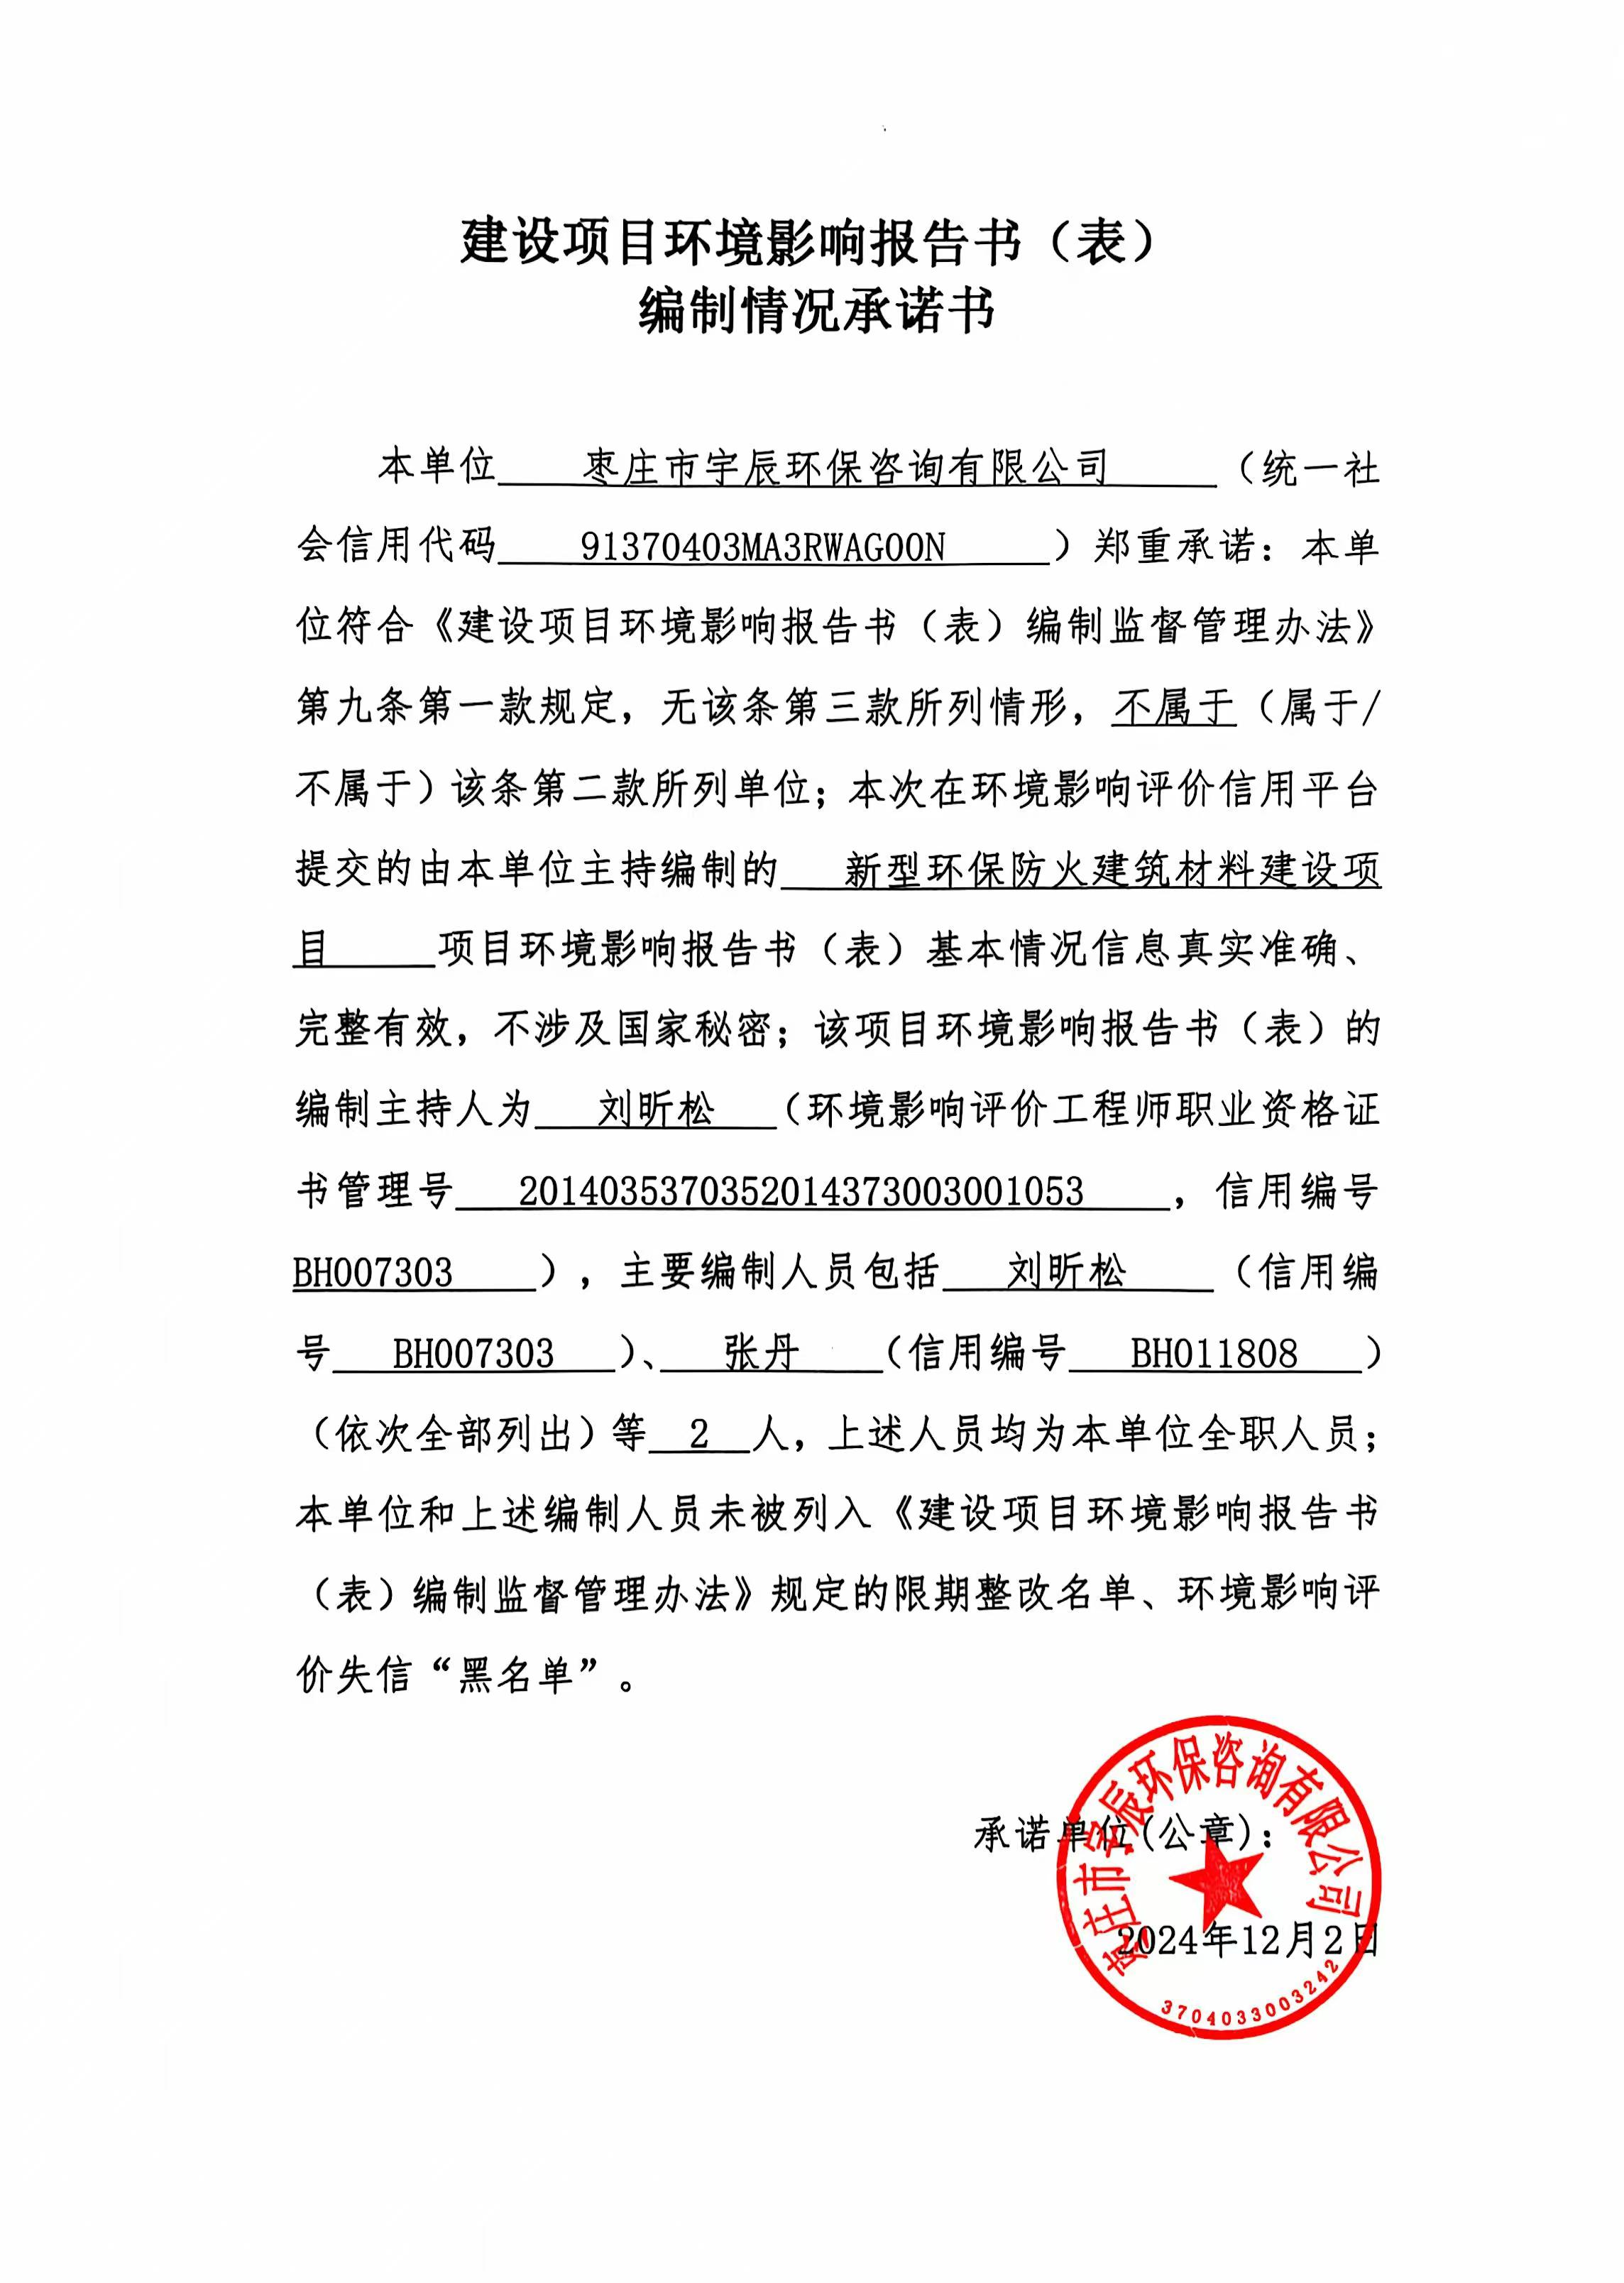 建设项目环境影响报告书（表）
编制情况承诺书
本单位 枣庄市宇辰环保咨询有限公司 （统一社
会信用代码 91370403MA3RWAG00N ）郑重承诺：本单
位符合《建设项目环境影响报告书（表）编制监督管理办法》
第九条第一款规定，无该条第三款所列情形，不属于（属于/
不属于）该条第二款所列单位；本次在环境影响评价信用平台
提交的由本单位主持编制的 新型环保防火建筑材料建设项
目 项目环境影响报告书（表）基本情况信息真实准确、
完整有效，不涉及国家秘密；该项目环境影响报告书（表）的
编制主持人为 刘昕松 （环境影响评价工程师职业资格证
书管理号 2014035370352014373003001053 ，信用编号
BH007303 ），主要编制人员包括 刘昕松 （信用编
号 BH007303 ）、 张丹 （信用编号 BH011808 ）
（依次全部列出）等 2 人，上述人员均为本单位全职人员；
本单位和上述编制人员未被列入《建设项目环境影响报告书
（表）编制监督管理办法》规定的限期整改名单、环境影响评
价失信“黑名单”。
承诺单位(公章)：
2024年12月2日
枣庄市宇辰环保咨询有限公司
3704033003242